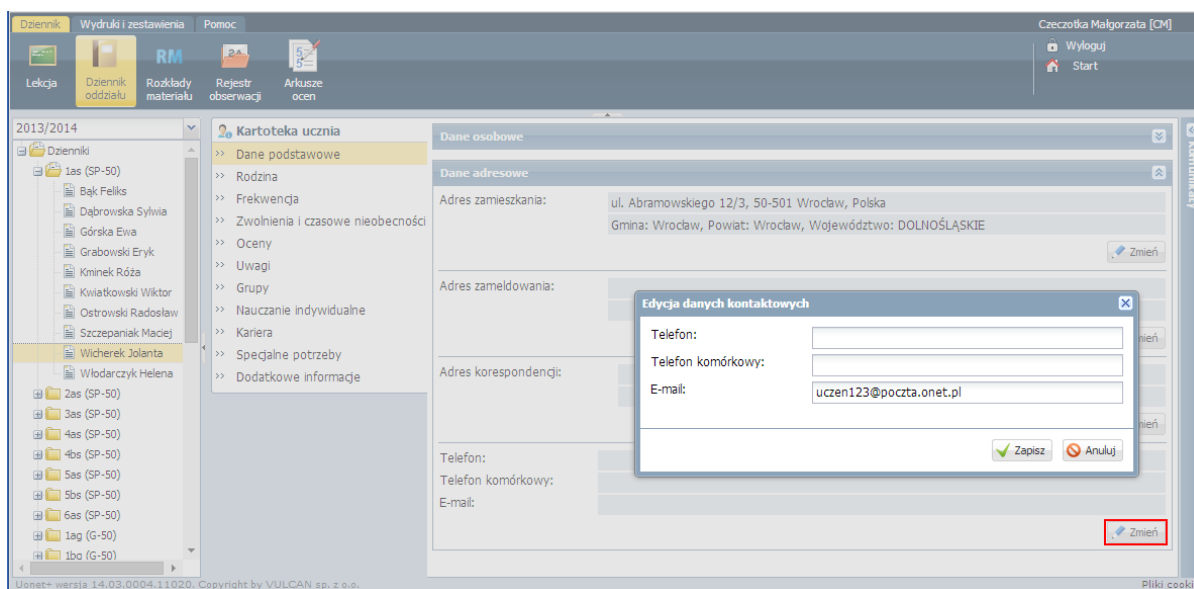 Dziennik Wydruki i zestawienia Pomoc Czeczotka Małgorzata [CM]
Lekcja
Dziennik oddziału
RM
Rozkłady materiału
Rejestr obserwacji
Arkusze ocen
Wyloguj
Start
2013/2014
Dzienniki
1as (SP-50)
Bąk Feliks
Dąbrowska Sylwia
Górska Ewa
Grabowski Eryk
Kminek Róża
Kwiatkowski Wiktor
Ostrowski Radosław
Szczepaniak Maciej
Wicherek Jolanta
Włodarczyk Helena
2as (SP-50)
3as (SP-50)
4as (SP-50)
4bs (SP-50)
5as (SP-50)
5bs (SP-50)
6as (SP-50)
1ag (G-50)
1bg (G-50)
Kartoteka ucznia
>> Dane podstawowe
>> Rodzina
>> Frekwencja
>> Zwolnienia i czasowe nieobecności
>> Oceny
>> Uwagi
>> Grupy
>> Nauczanie indywidualne
>> Kariera
>> Specjalne potrzeby
>> Dodatkowe informacje
Dane osobowe
Dane adresowe
Adres zamieszkania: ul. Abramowskiego 12/3, 50-501 Wrocław, Polska
Gmina: Wrocław, Powiat: Wrocław, Województwo: DOLNOŚLĄSKIE
Zmień
Adres zameldowania:
nień
Adres korespondencji:
nień
Telefon:
Telefon komórkowy:
E-mail:
Zmień
Edycja danych kontaktowych
Telefon:
Telefon komórkowy:
E-mail: uczen123@poczta.onet.pl
Zapisz Anuluj
Komunikaty
Uonet+ wersja 14.03.0004.11020. Copyright by VULCAN sp. z o.o. Pliki cooki